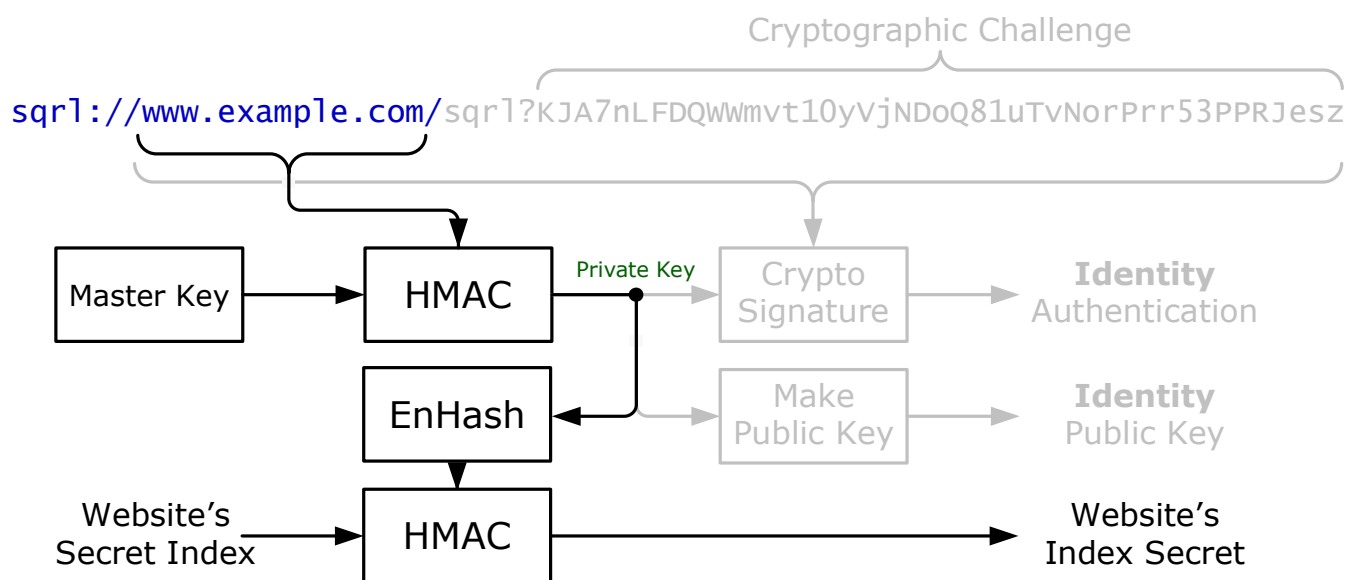 Cryptographic Challenge
sqrl://www.example.com/sqrl?KJA7nLFDQWWmvt10yVjNDoQ81uTvNorPrr53PPRJesz
Master Key
HMAC
Private Key
Crypto
Signature
Identity
Authentication
EnHash
Make
Public Key
Identity
Public Key
Website's
Secret Index
HMAC
Website's
Index Secret